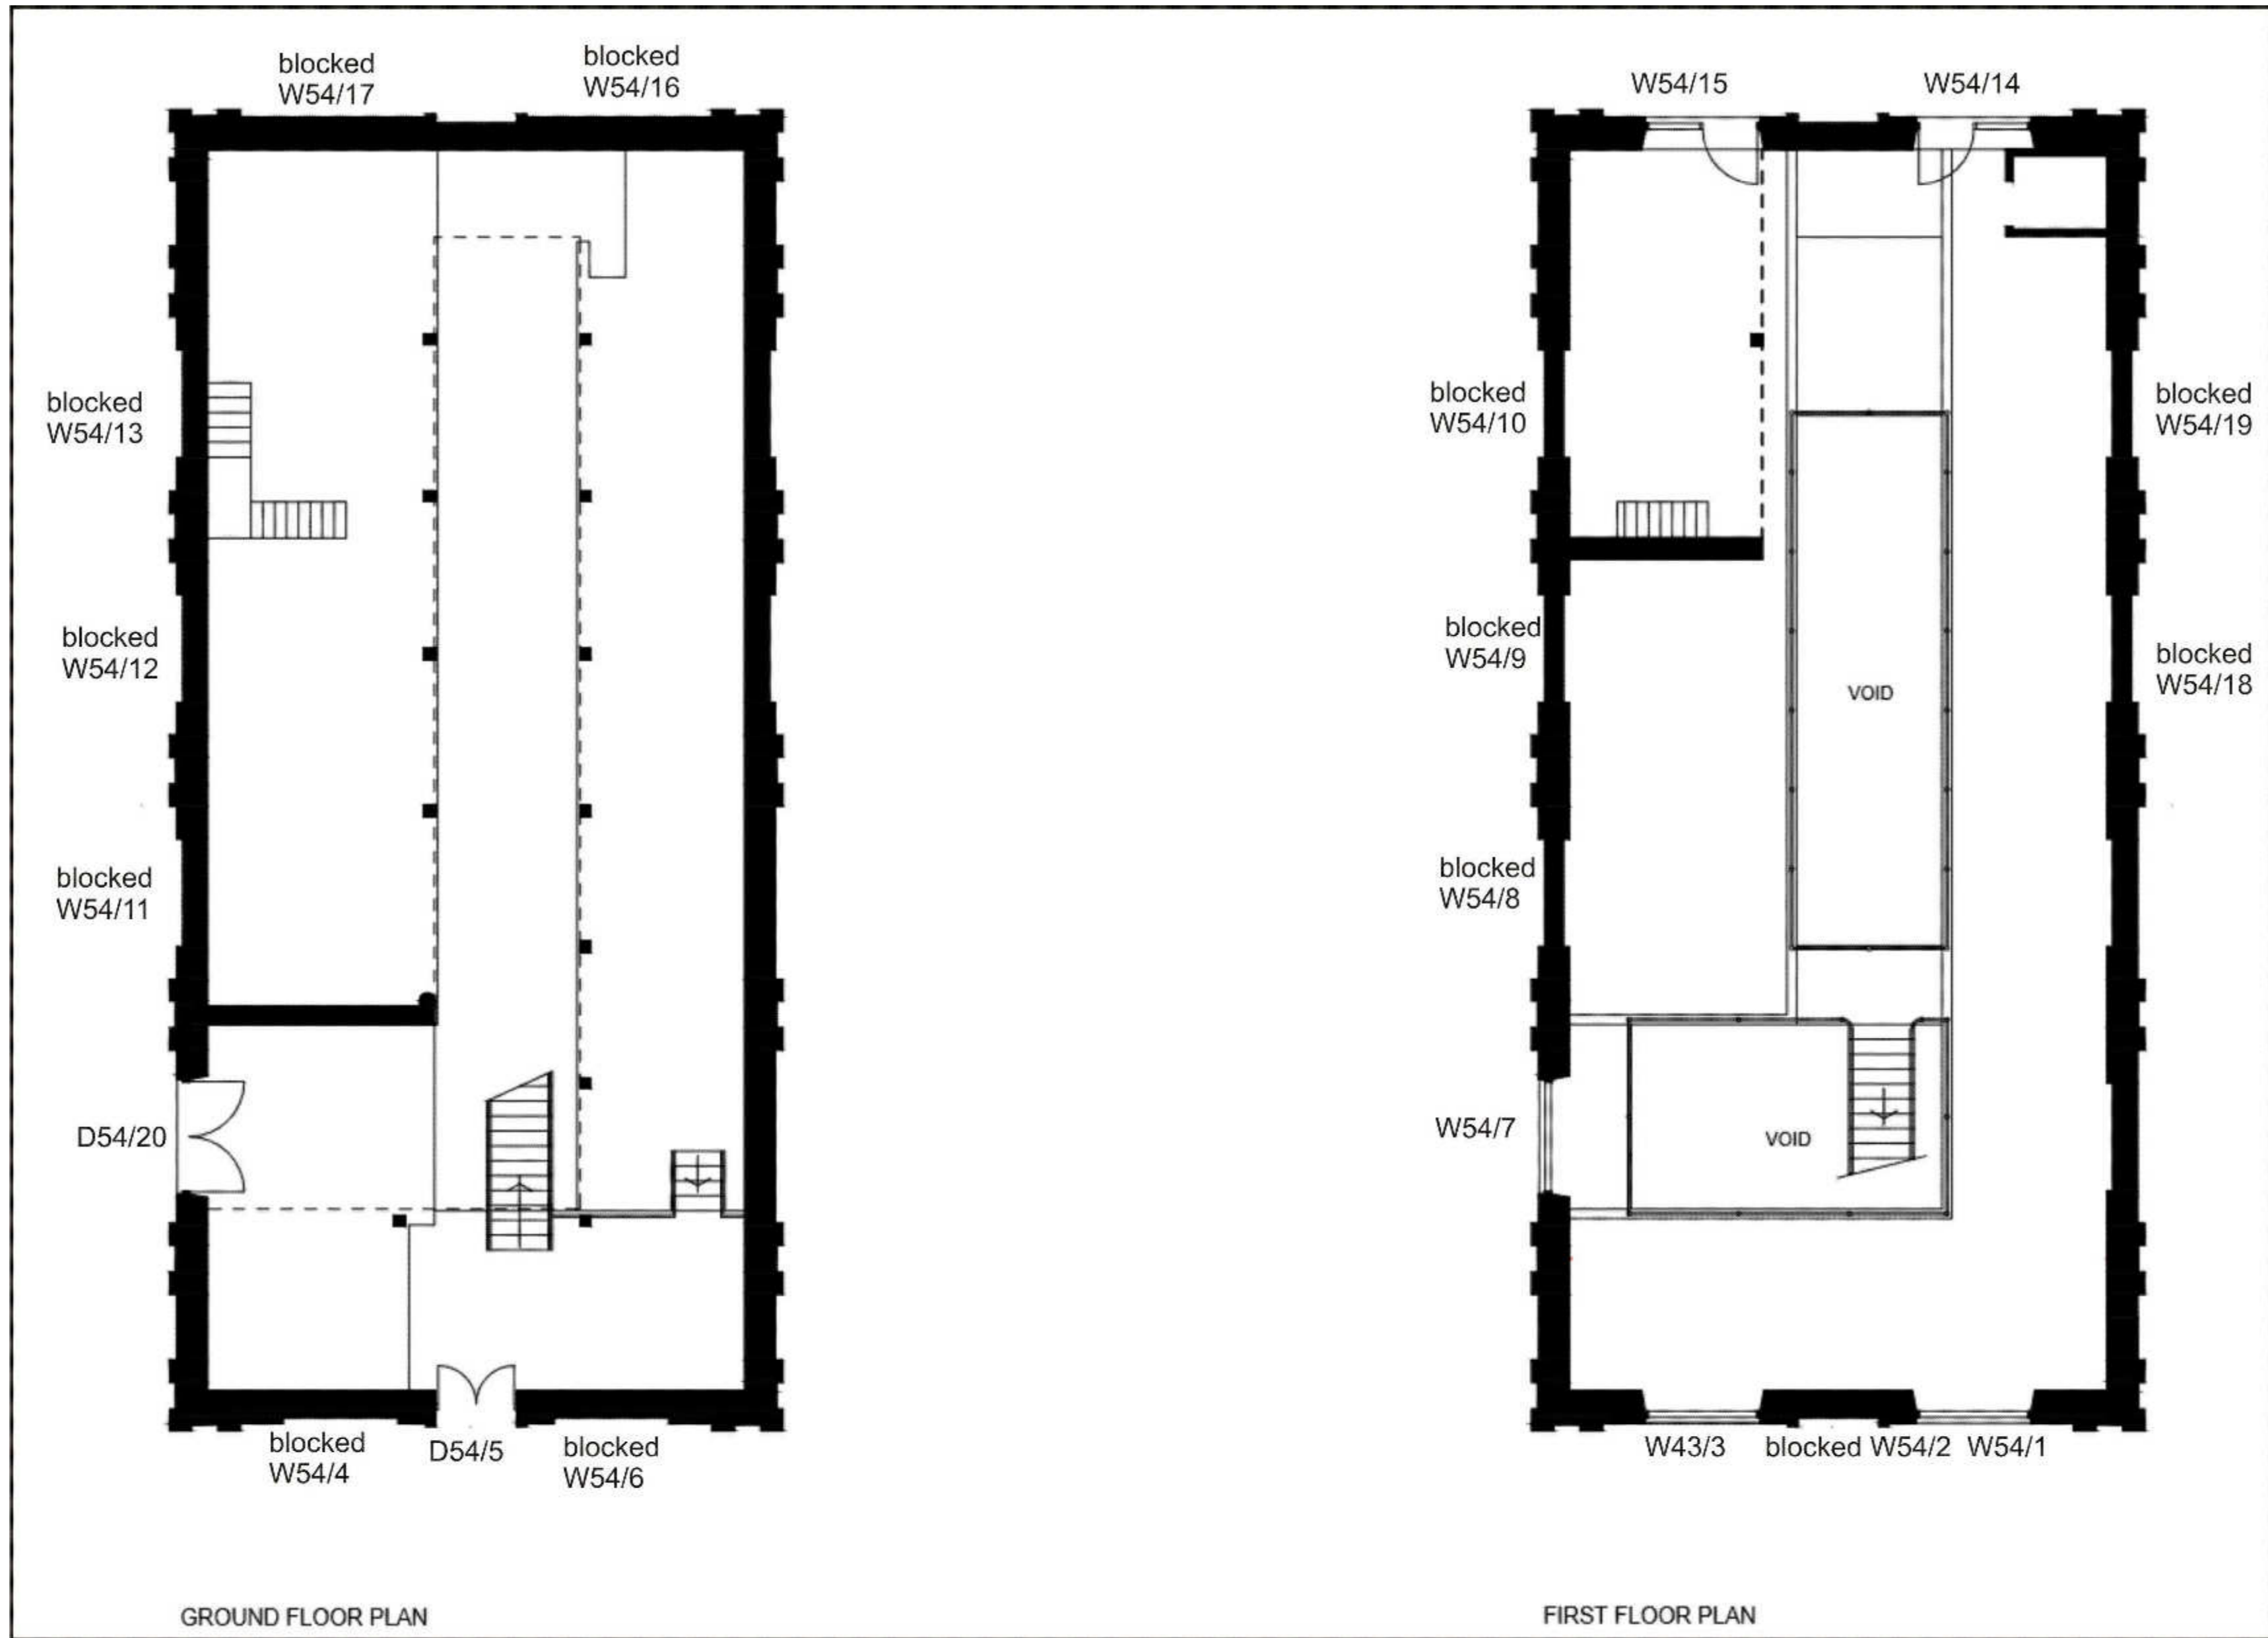 blocked
W54/17
blocked
W54/16
blocked
W54/13
blocked
W54/12
blocked
W54/11
D54/20
blocked
W54/4
D54/5
blocked
W54/6
GROUND FLOOR PLAN
W54/15
W54/14
blocked
W54/10
blocked
W54/19
blocked
W54/9
blocked
W54/18
VOID
blocked
W54/8
W54/7
VOID
W43/3 blocked W54/2 W54/1
FIRST FLOOR PLAN